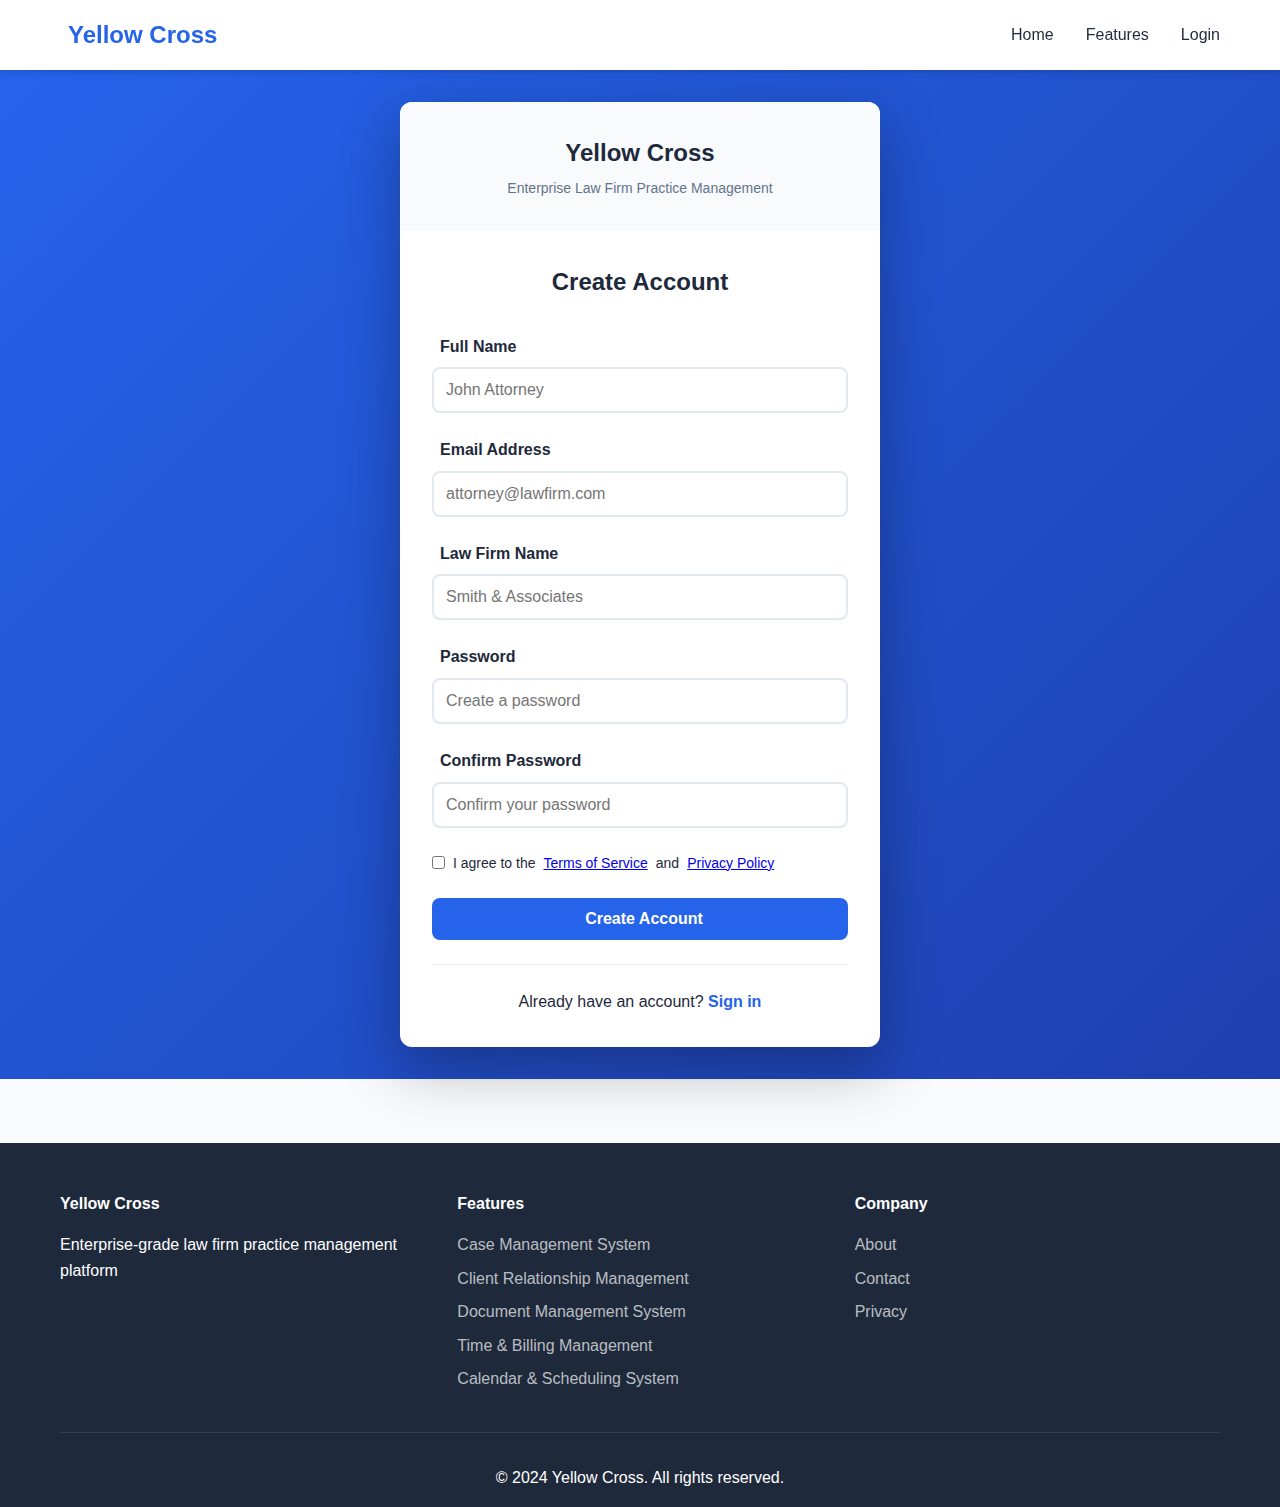 Yellow Cross
Home
Features
Login
Yellow Cross
Enterprise Law Firm Practice Management
Create Account
Full Name
John Attorney
Email Address
attorney@lawfirm.com
Law Firm Name
Smith & Associates
Password
Create a password
Confirm Password
Confirm your password
I agree to the Terms of Service and Privacy Policy
Create Account
Already have an account? Sign in
Yellow Cross
Enterprise-grade law firm practice management
platform
Features
Case Management System
Client Relationship Management
Document Management System
Time & Billing Management
Calendar & Scheduling System
Company
About
Contact
Privacy
© 2024 Yellow Cross. All rights reserved.